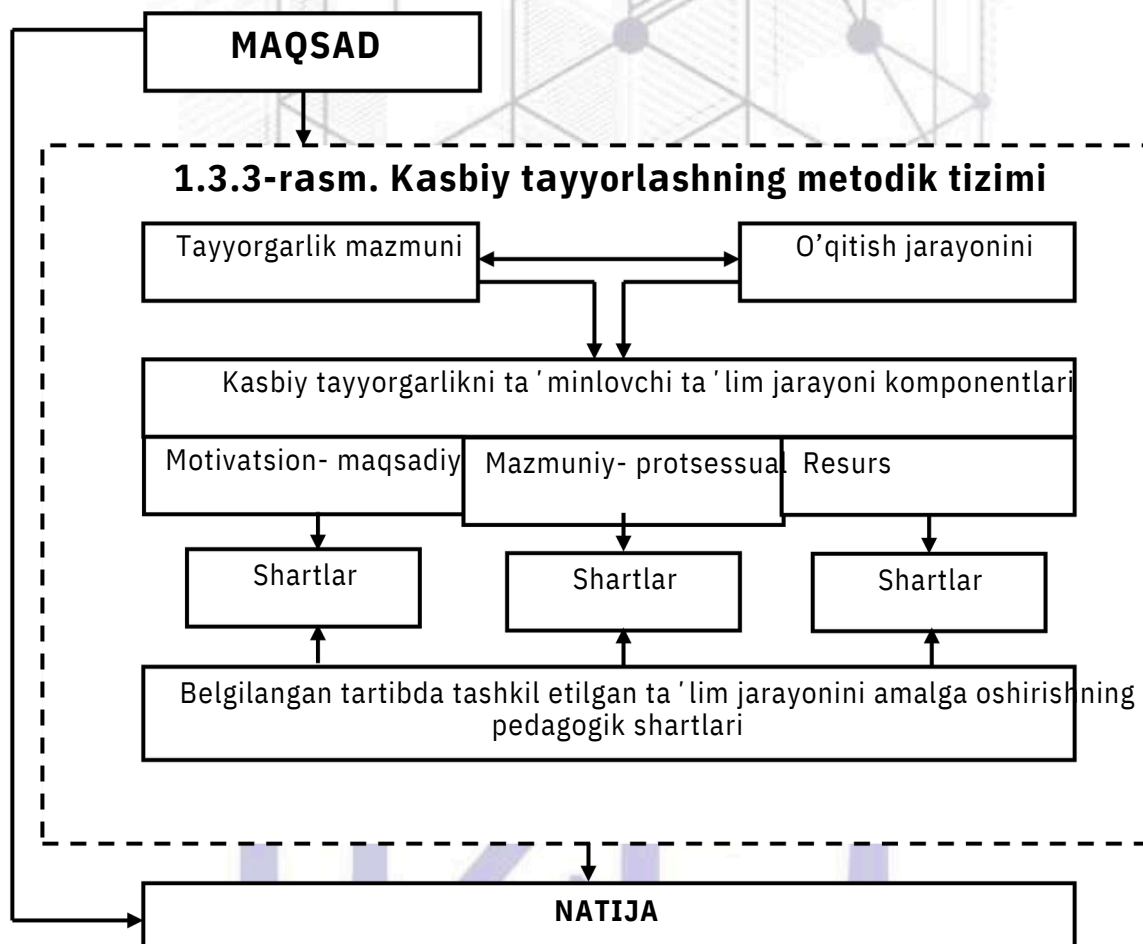 MAQSAD
1.3.3-rasm. Kasbiy tayyorlashning metodik tizimi
Tayyorgarlik mazmuni
O’qitish jarayonini
Kasbiy tayyorgarlikni ta ′minlovchi ta ′lim jarayoni komponentlari
Motivatsion- maqsadiy
Mazmuniy- protsessual
Resurs
Shartlar
Shartlar
Shartlar
Belgilangan tartibda tashkil etilgan ta ′lim jarayonini amalga oshirishning
pedagogik shartlari
NATIJA